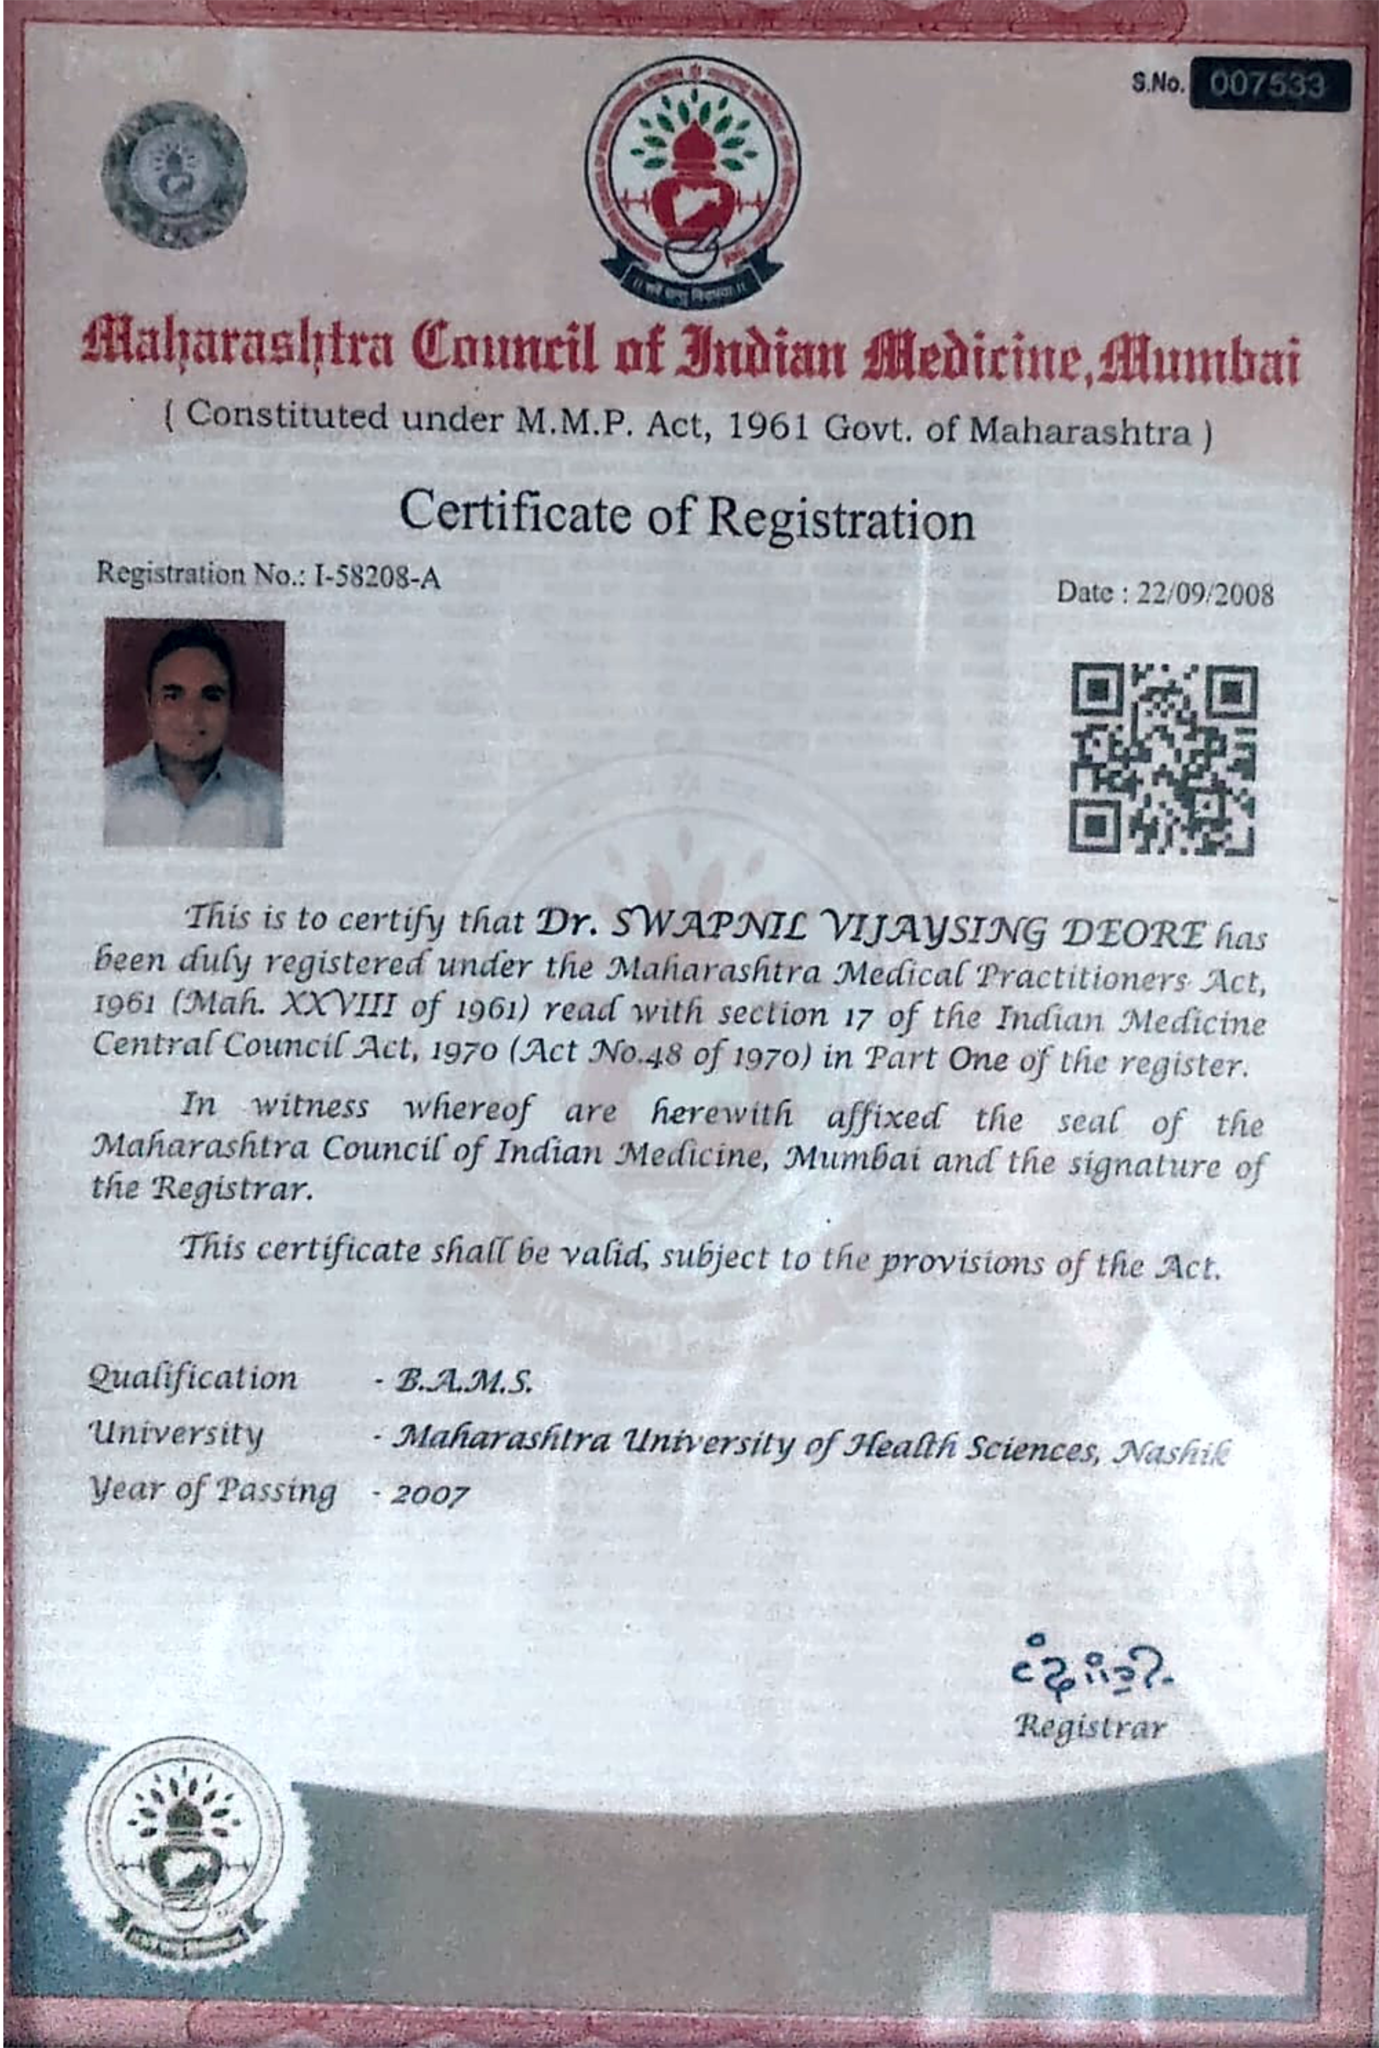 S.No. 007533
Maharashtra Council of Indian Medicine, Mumbai
( Constituted under M.M.P. Act, 1961 Govt. of Maharashtra )
Certificate of Registration
Registration No.: I-58208-A
Date : 22/09/2008
This is to certify that Dr. SWAPNIL VIJAYSING DEORE has
been duly registered under the Maharashtra Medical Practitioners Act,
1961 (Mah. XXVIII of 1961) read with section 17 of the Indian Medicine
Central Council Act, 1970 (Act No.48 of 1970) in Part One of the register.
In witness whereof are herewith affixed the seal of the
Maharashtra Council of Indian Medicine, Mumbai and the signature of
the Registrar.
This certificate shall be valid, subject to the provisions of the Act.
Qualification - B.A.M.S.
University - Maharashtra University of Health Sciences, Nashik
Year of Passing - 2007
Registrar